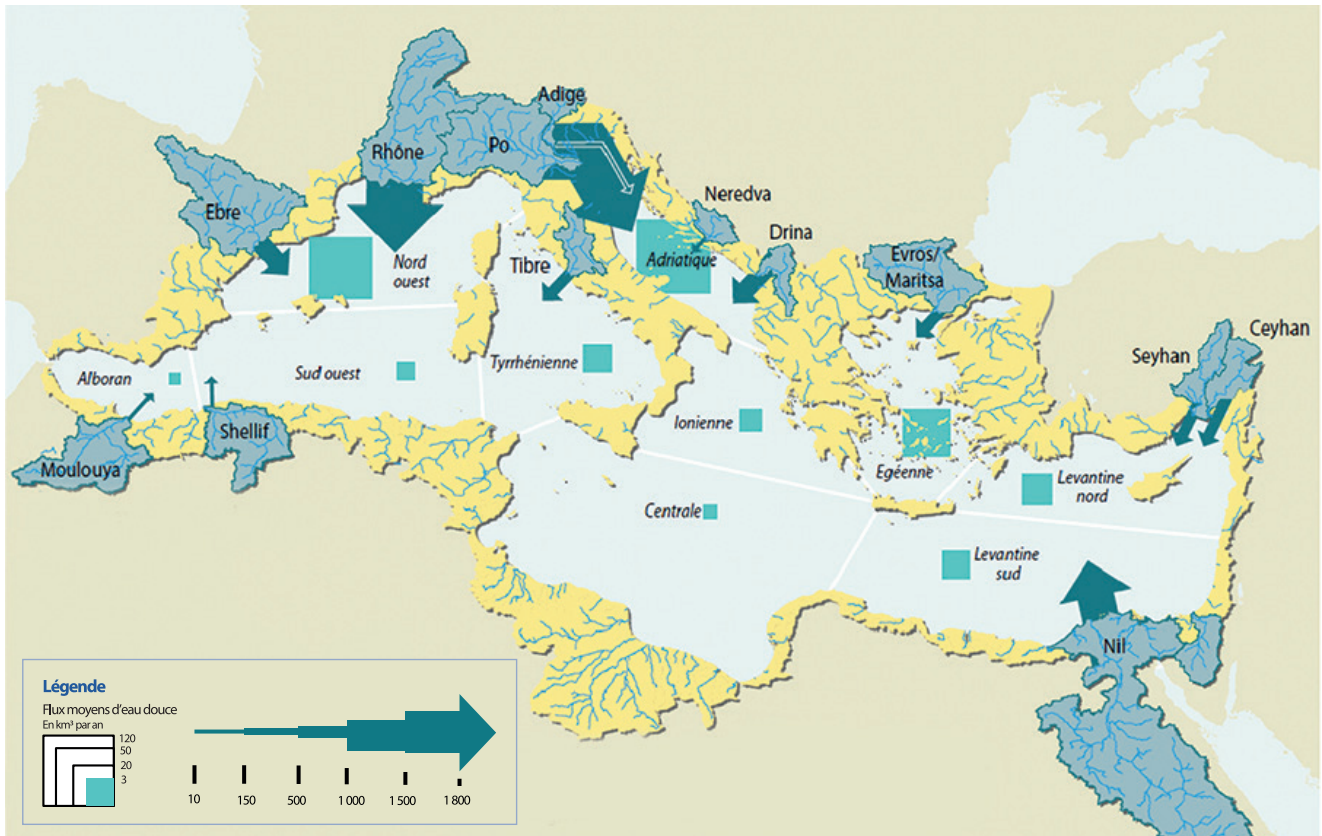 Adige
Rhône
Po
Neredva
Ebre
Drina
Evros/
Maritsa
Tibre
Adriatique
Nord
ouest
Ceyhan
Seyhan
Alboran
Sud ouest
Tyrrhénienne
Ionienne
Shellif
Moulouya
Egéenne
Levantine
nord
Centrale
Levantine
sud
Nil
Légende
Flux moyens d'eau douce
En km³ par an
120
50
20
3
10 150 500 1 000 1 500 1 800